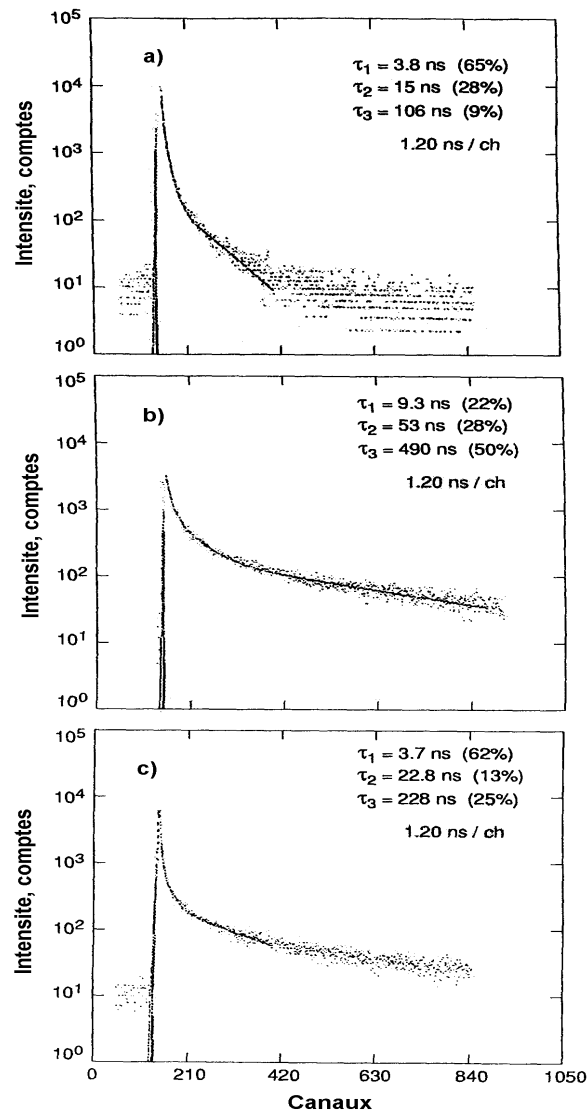 10⁵
a)
τ₁ = 3.8 ns (65%)
τ₂ = 15 ns (28%)
τ₃ = 106 ns (9%)
1.20 ns / ch
10⁴
10³
10²
10¹
10⁰
Intensite, comptes
10⁵
b)
τ₁ = 9.3 ns (22%)
τ₂ = 53 ns (28%)
τ₃ = 490 ns (50%)
1.20 ns / ch
10⁴
10³
10²
10¹
10⁰
Intensite, comptes
10⁵
c)
τ₁ = 3.7 ns (62%)
τ₂ = 22.8 ns (13%)
τ₃ = 228 ns (25%)
1.20 ns / ch
10⁴
10³
10²
10¹
10⁰
Intensite, comptes
0 210 420 630 840 1050
Canaux